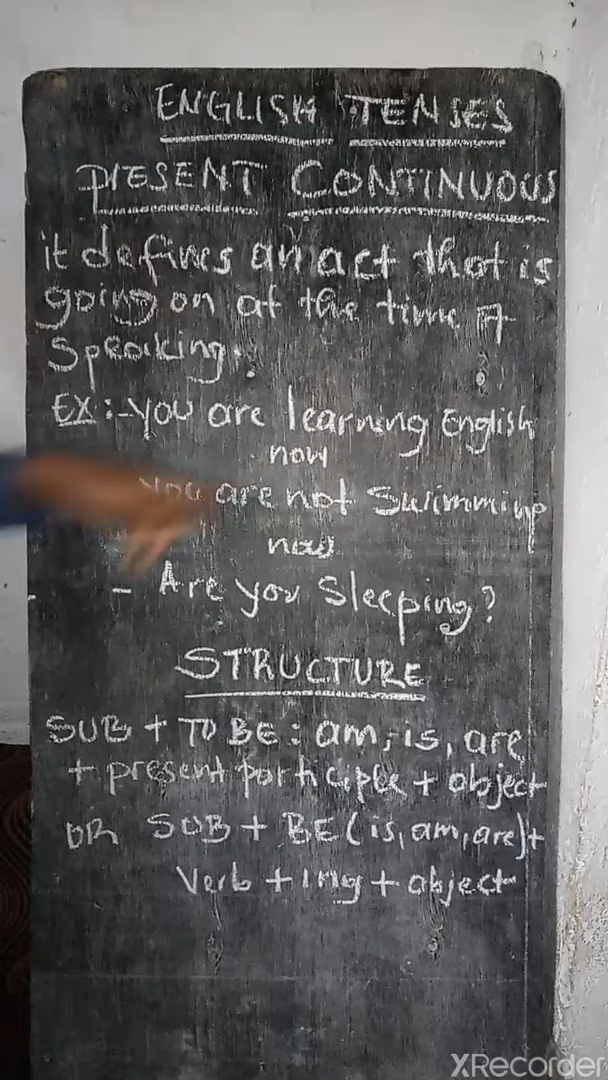 ENGLISH TENSES
PRESENT CONTINUOUS
it defines an act that is
going on at the time of
Speaking.
EX:- you are learning English
now
you are not Swimming
now
- Are you Sleeping?
STRUCTURE
SUB + TO BE: am, is, are
+ present participle + object
OR SUB + BE (is, am, are) +
Verb + ing + object
XRecorder